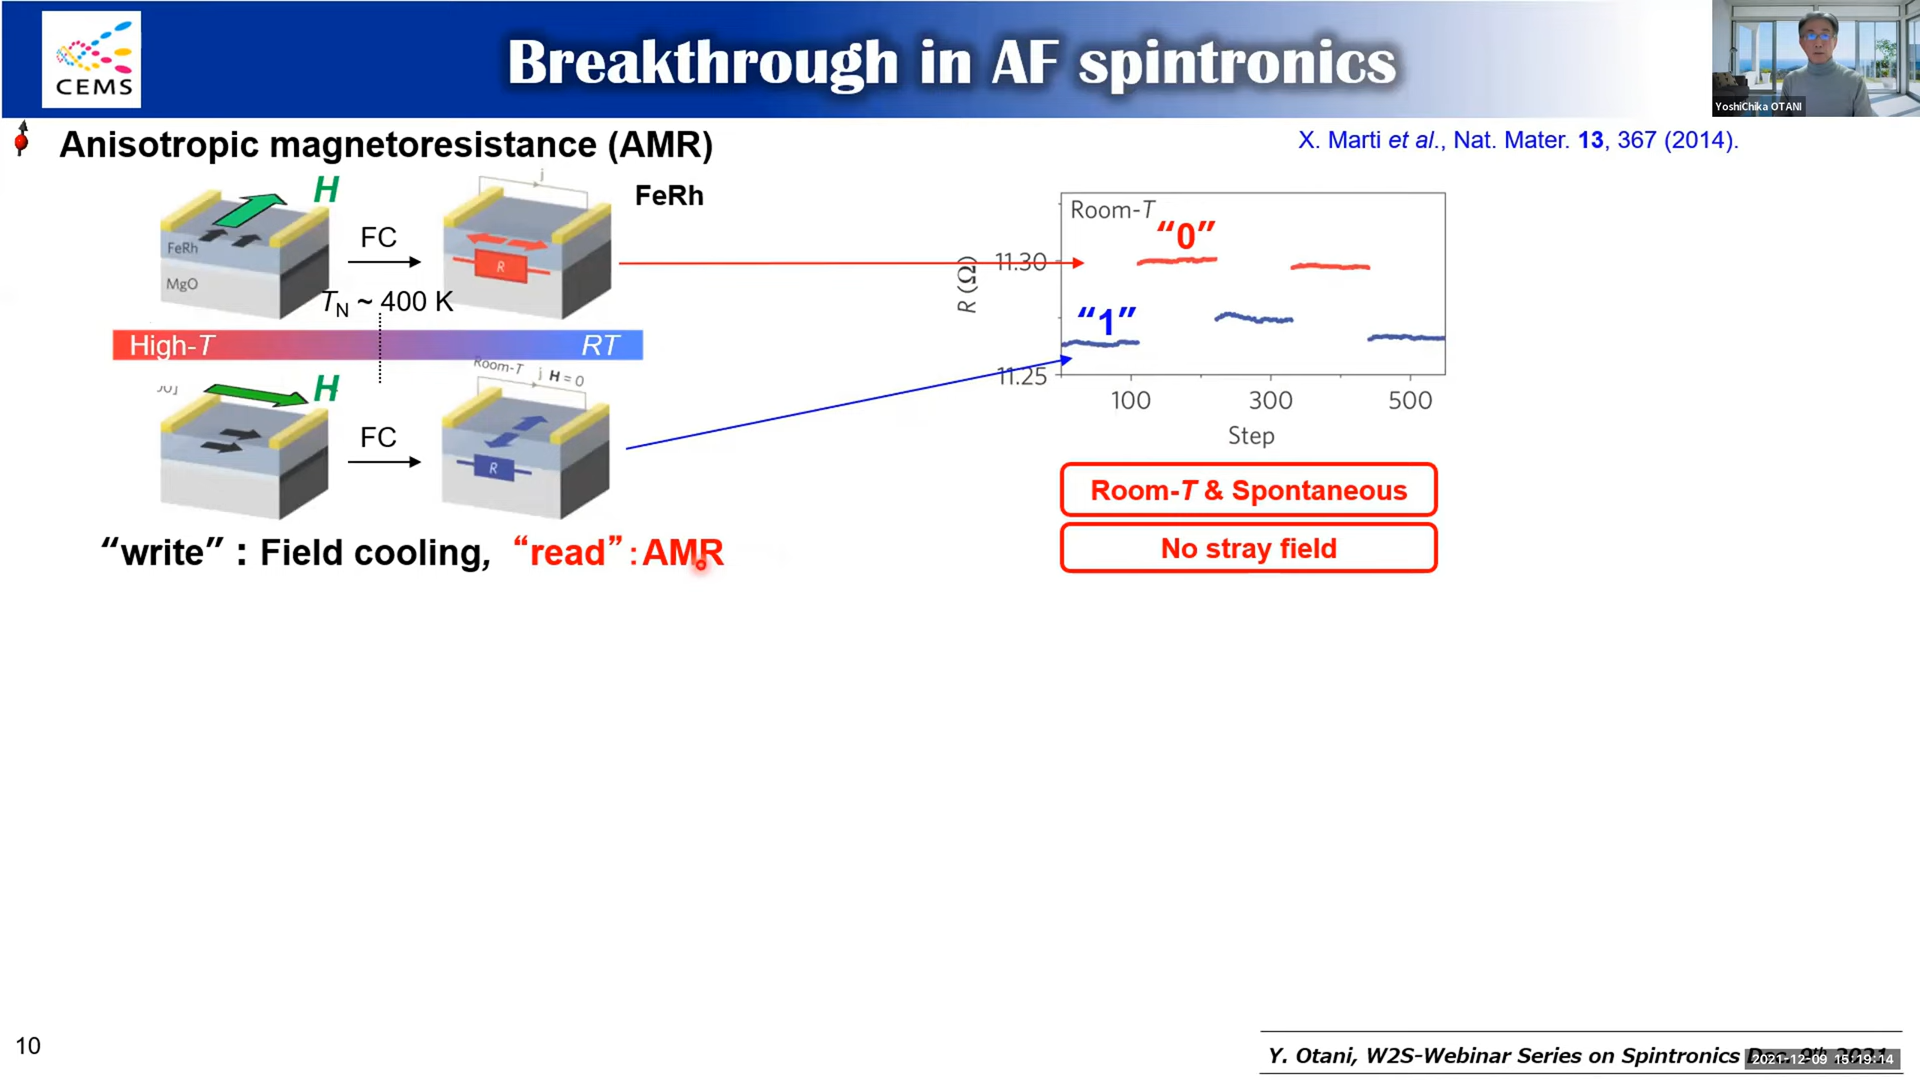 Breakthrough in AF spintronics
CEMS
YoshiChika OTANI
Anisotropic magnetoresistance (AMR)
X. Marti et al., Nat. Mater. 13, 367 (2014).
H
FC
j
FeRh
FeRh
MgO
R
TN ~ 400 K
High-T
RT
H
FC
Room-T j H = 0
R
"write" : Field cooling, "read" : AMR
Room-T
"0"
"1"
R (Ω)
11.30
11.25
100 300 500
Step
Room-T & Spontaneous
No stray field
10
Y. Otani, W2S-Webinar Series on Spintronics
2021-12-09 15:19:14